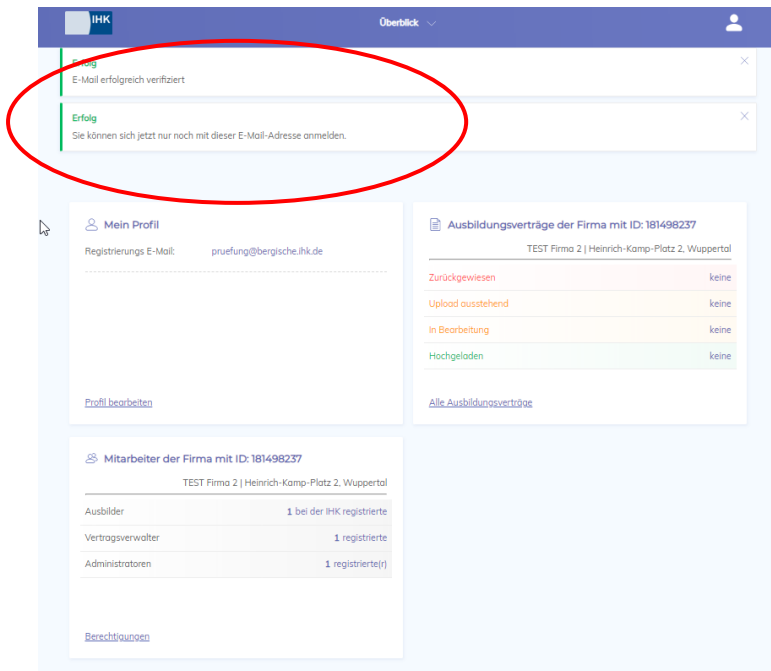 IHK
Überblick
Erfolg
E-Mail erfolgreich verifiziert
Erfolg
Sie können sich jetzt nur noch mit dieser E-Mail-Adresse anmelden.
Mein Profil
Registrierungs E-Mail: pruefung@bergische.ihk.de
Profil bearbeiten
Ausbildungsverträge der Firma mit ID: 181498237
TEST Firma 2 | Heinrich-Kamp-Platz 2, Wuppertal
Zurückgewiesen keine
Upload ausstehend keine
In Bearbeitung keine
Hochgeladen keine
Alle Ausbildungsverträge
Mitarbeiter der Firma mit ID: 181498237
TEST Firma 2 | Heinrich-Kamp-Platz 2, Wuppertal
Ausbilder 1 bei der IHK registrierte
Vertragsverwalter 1 registrierte
Administratoren 1 registrierte(r)
Berechtigungen